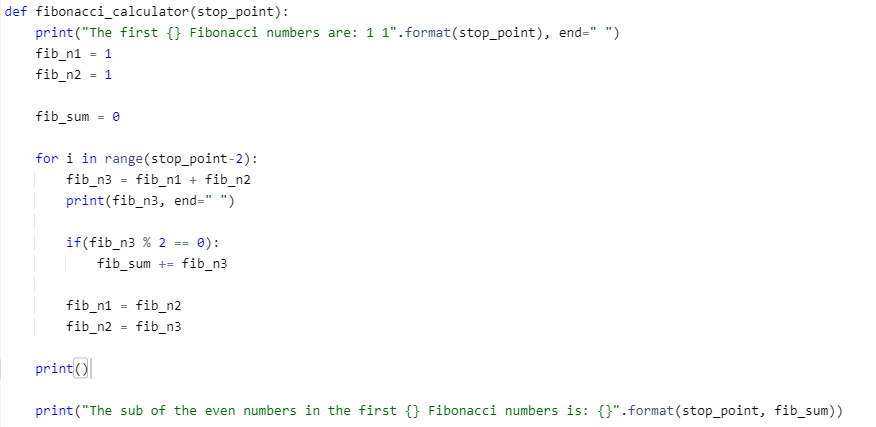 def fibonacci_calculator(stop_point):
    print("The first {} Fibonacci numbers are: 1 1".format(stop_point), end=" ")
    fib_n1 = 1
    fib_n2 = 1

    fib_sum = 0

    for i in range(stop_point-2):
        fib_n3 = fib_n1 + fib_n2
        print(fib_n3, end=" ")

        if(fib_n3 % 2 == 0):
            fib_sum += fib_n3

        fib_n1 = fib_n2
        fib_n2 = fib_n3

    print()

    print("The sub of the even numbers in the first {} Fibonacci numbers is: {}".format(stop_point, fib_sum))